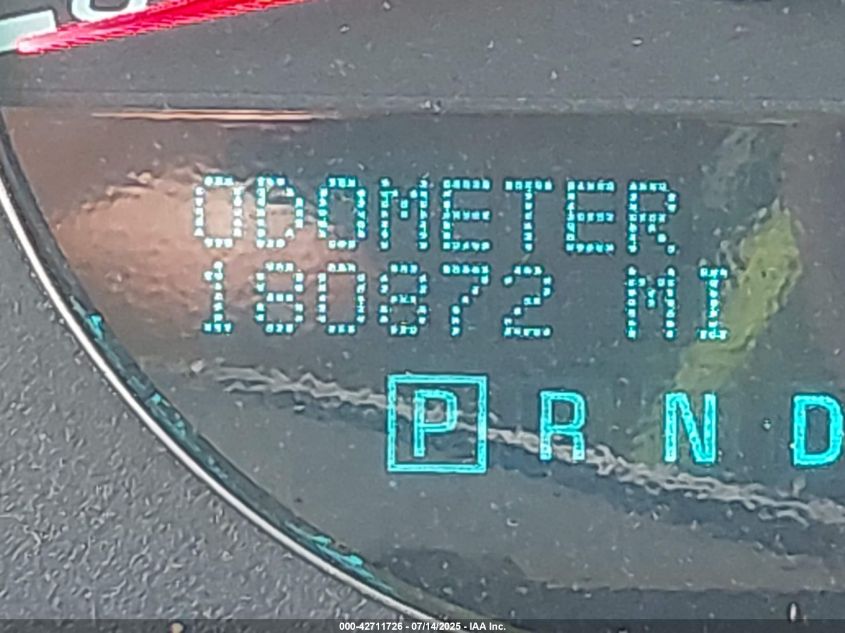 ODOMETER
180872 MI
P R N D
000-42711726 - 07/14/2025 - IAA Inc.